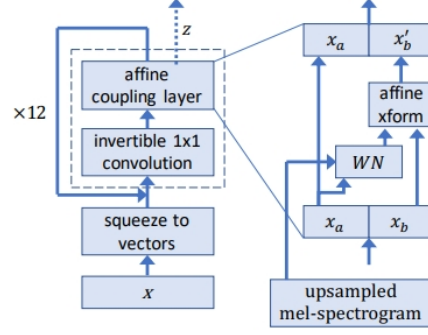 z
x_a
x_b'
affine
coupling layer
affine
xform
×12
invertible 1x1
convolution
WN
squeeze to
vectors
x_a
x_b
x
upsampled
mel-spectrogram